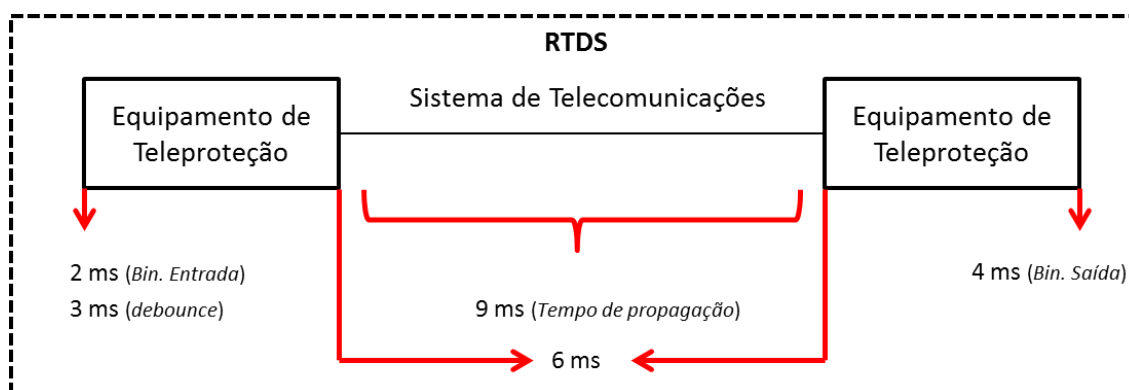 RTDS
Equipamento de
Teleproteção
Sistema de Telecomunicações
Equipamento de
Teleproteção
2 ms (Bin. Entrada)
3 ms (debounce)
9 ms (Tempo de propagação)
6 ms
4 ms (Bin. Saída)